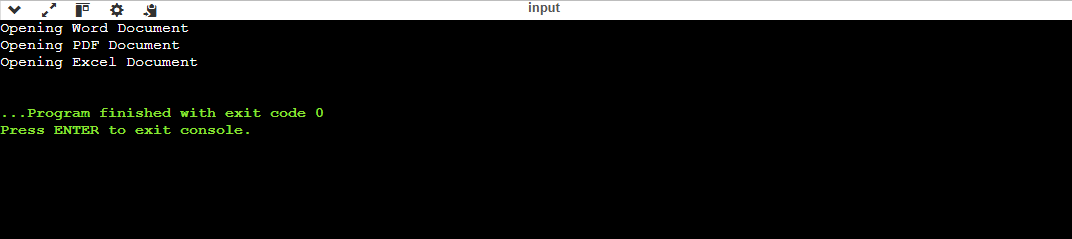 input
Opening Word Document
Opening PDF Document
Opening Excel Document
...Program finished with exit code 0
Press ENTER to exit console.